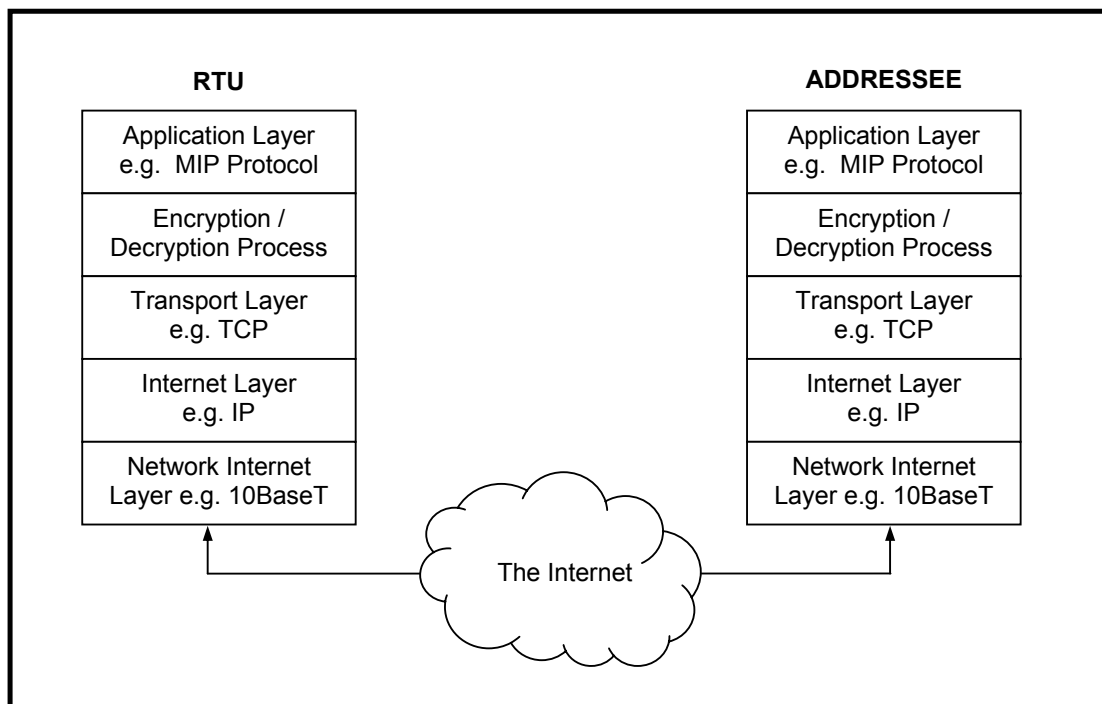 RTU
Application Layer
e.g.  MIP Protocol
Encryption /
Decryption Process
Transport Layer
e.g. TCP
Internet Layer
e.g. IP
Network Internet
Layer e.g. 10BaseT
ADDRESSEE
Application Layer
e.g.  MIP Protocol
Encryption /
Decryption Process
Transport Layer
e.g. TCP
Internet Layer
e.g. IP
Network Internet
Layer e.g. 10BaseT
The Internet